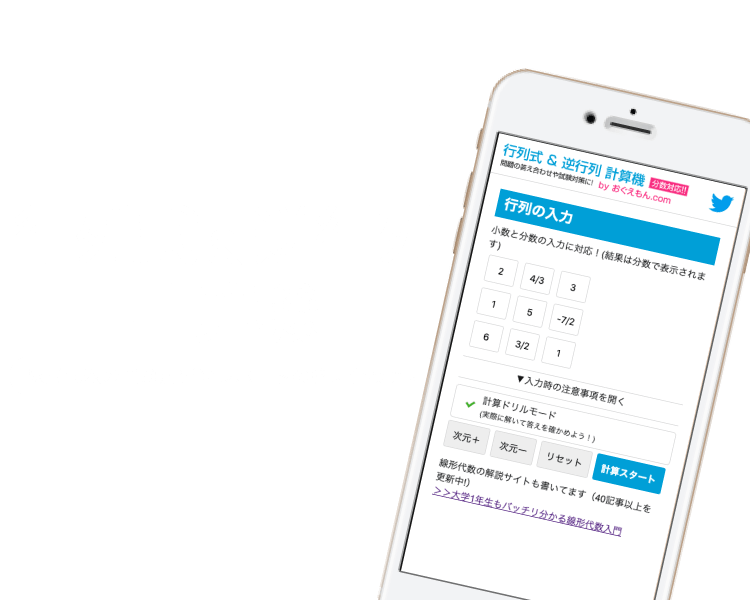 行列式 & 逆行列 計算機 分数対応!!
問題の答え合わせや試験対策に! by おぐえもん.com
行列の入力
小数と分数の入力に対応！(結果は分数で表示されま
す)
2 4/3 3
1 5 -7/2
6 3/2 1
▼入力時の注意事項を開く
計算ドリルモード
(実際に解いて答えを確かめよう！)
次元＋ 次元ー リセット 計算スタート
線形代数の解説サイトも書いてます（40記事以上を
更新中!）
＞＞大学1年生もバッチリ分かる線形代数入門